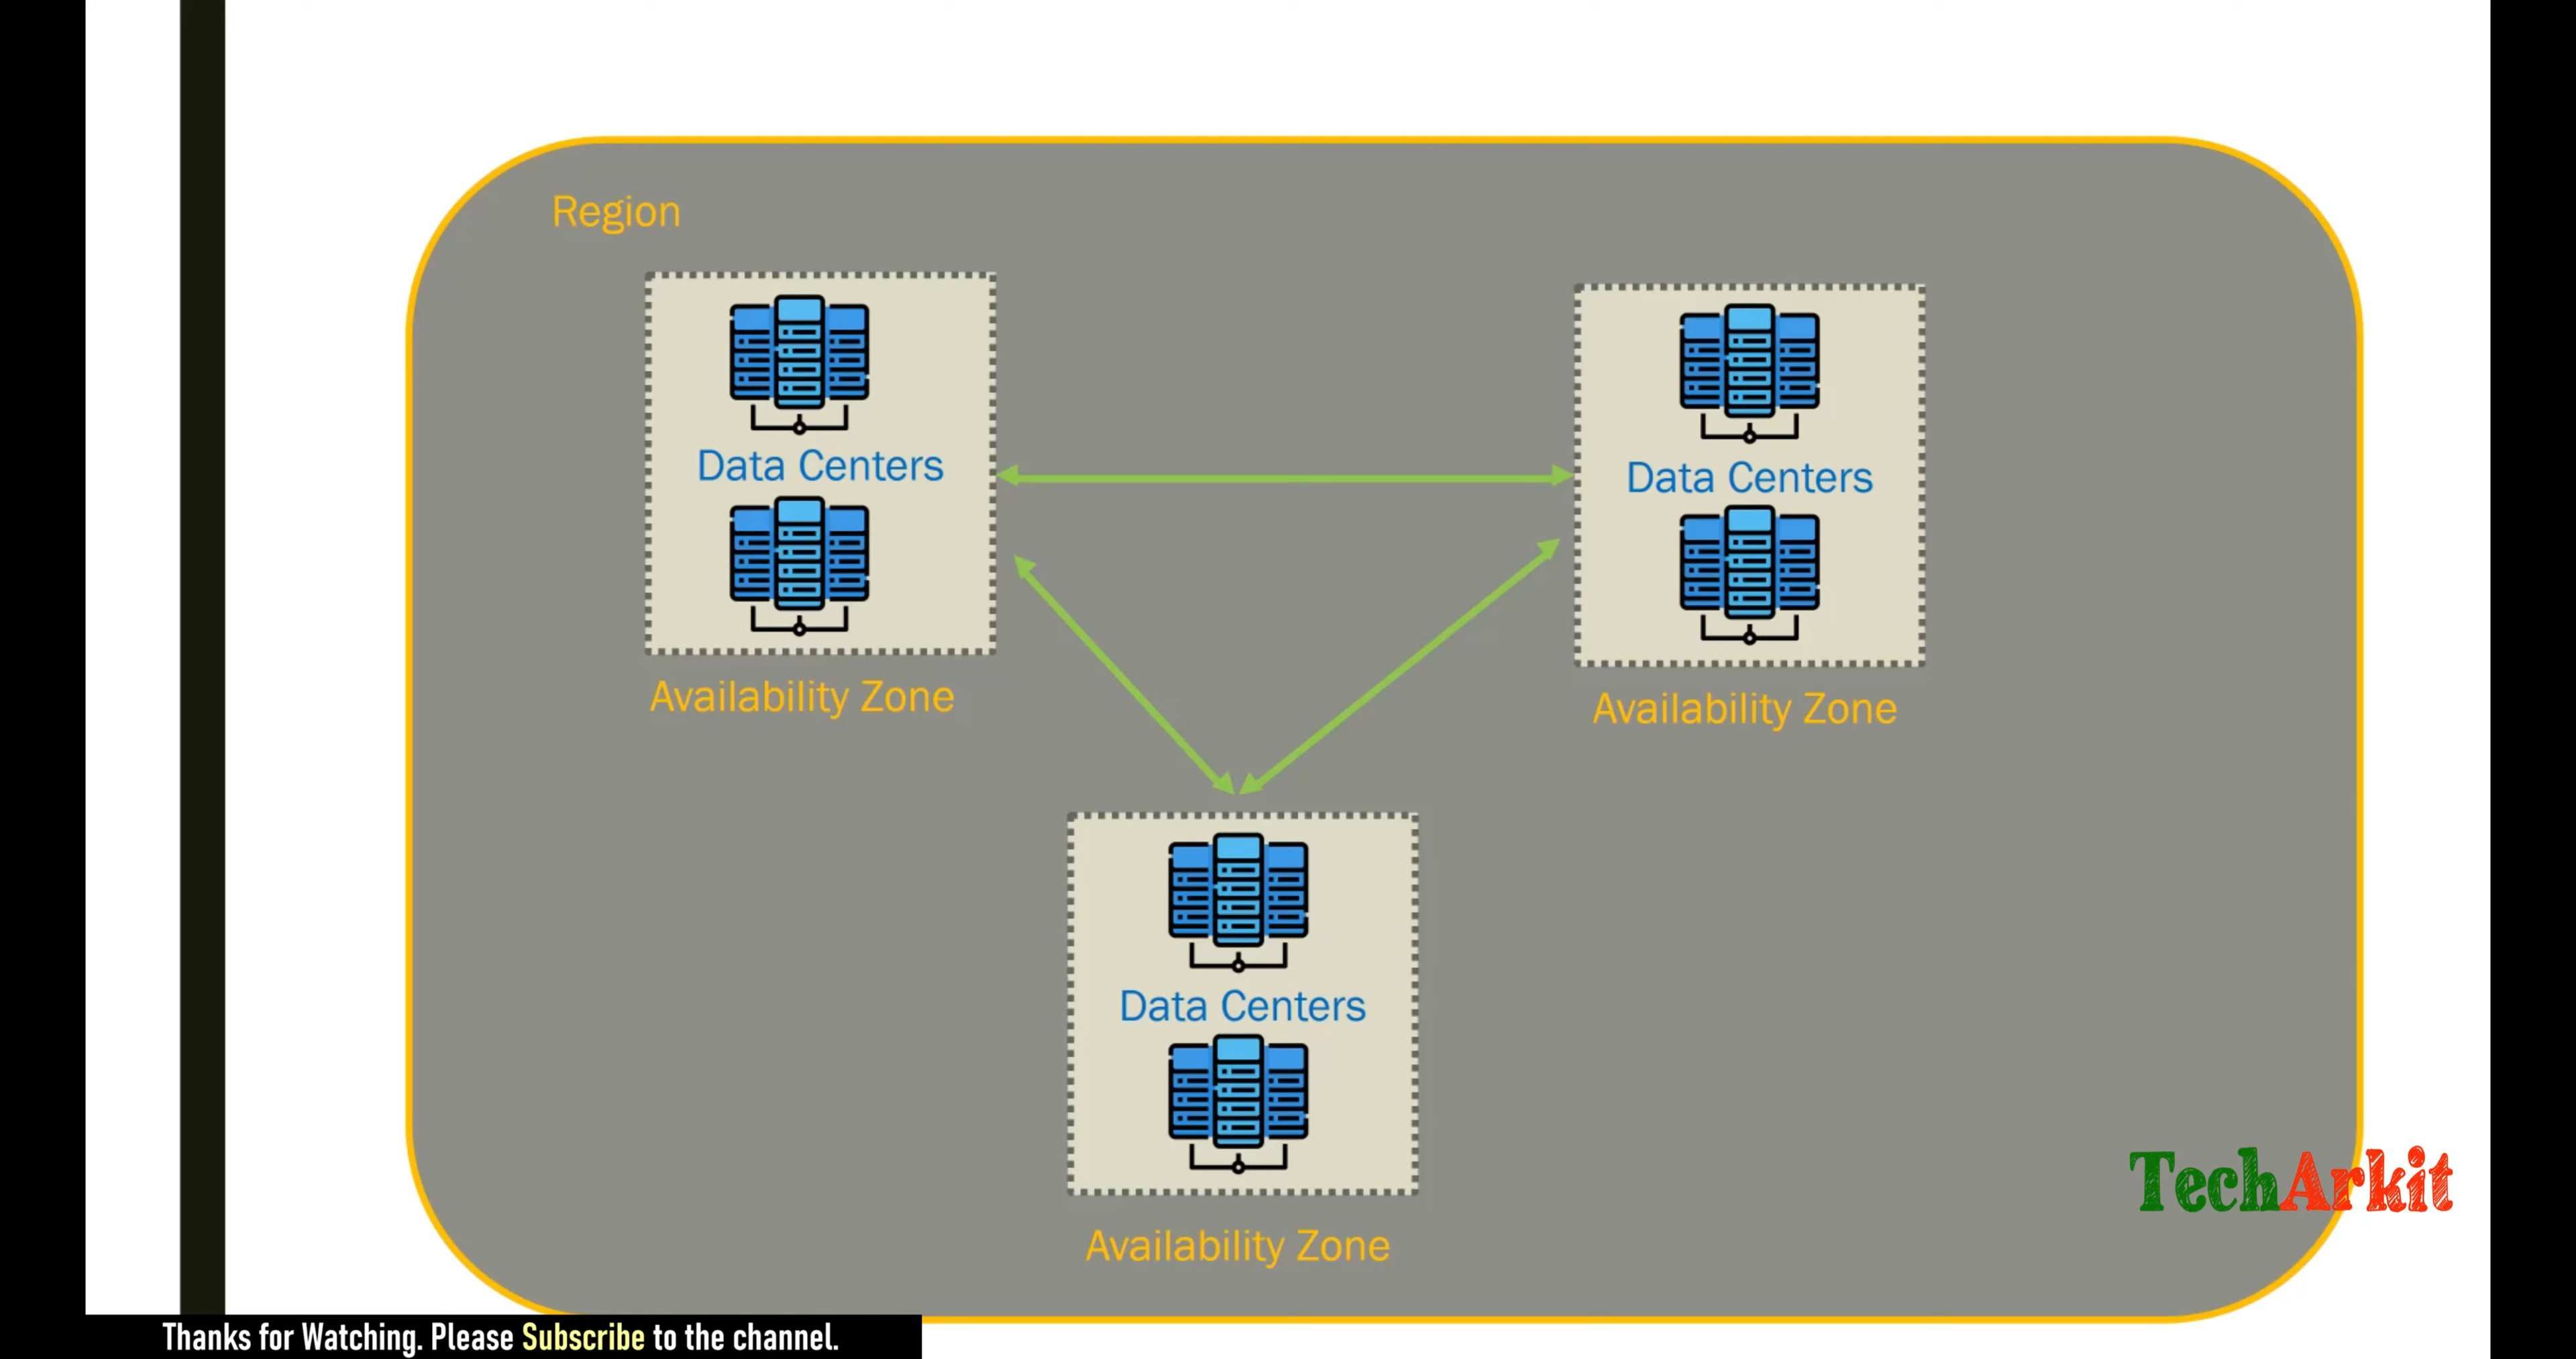 Region
Data Centers
Availability Zone
Data Centers
Availability Zone
Data Centers
Availability Zone
TechArkit
Thanks for Watching. Please Subscribe to the channel.